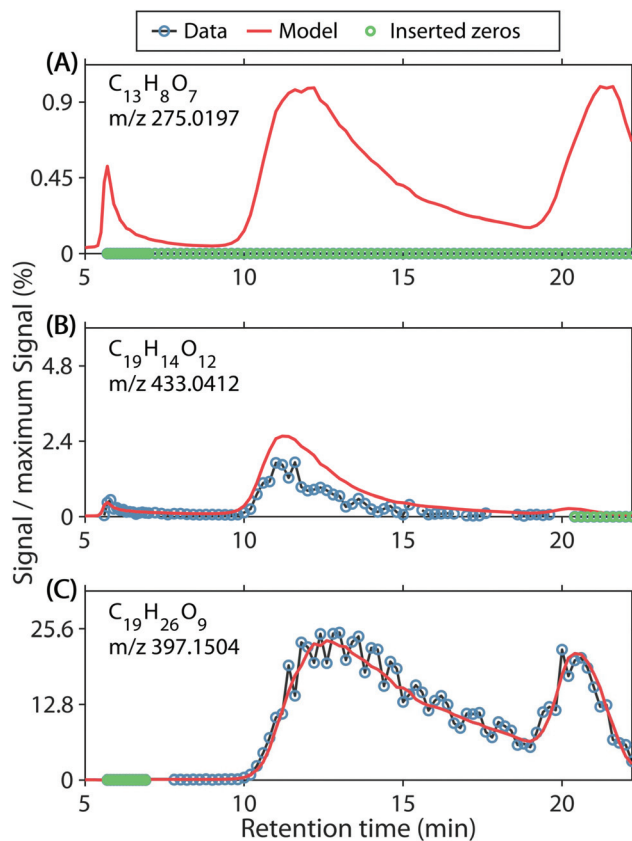 Data Model Inserted zeros
(A)
C₁₃H₈O₇
m/z 275.0197
0.9
0.45
0
5 10 15 20
(B)
C₁₉H₁₄O₁₂
m/z 433.0412
4.8
2.4
0
5 10 15 20
Signal / maximum Signal (%)
(C)
C₁₉H₂₆O₉
m/z 397.1504
25.6
12.8
0
5 10 15 20
Retention time (min)